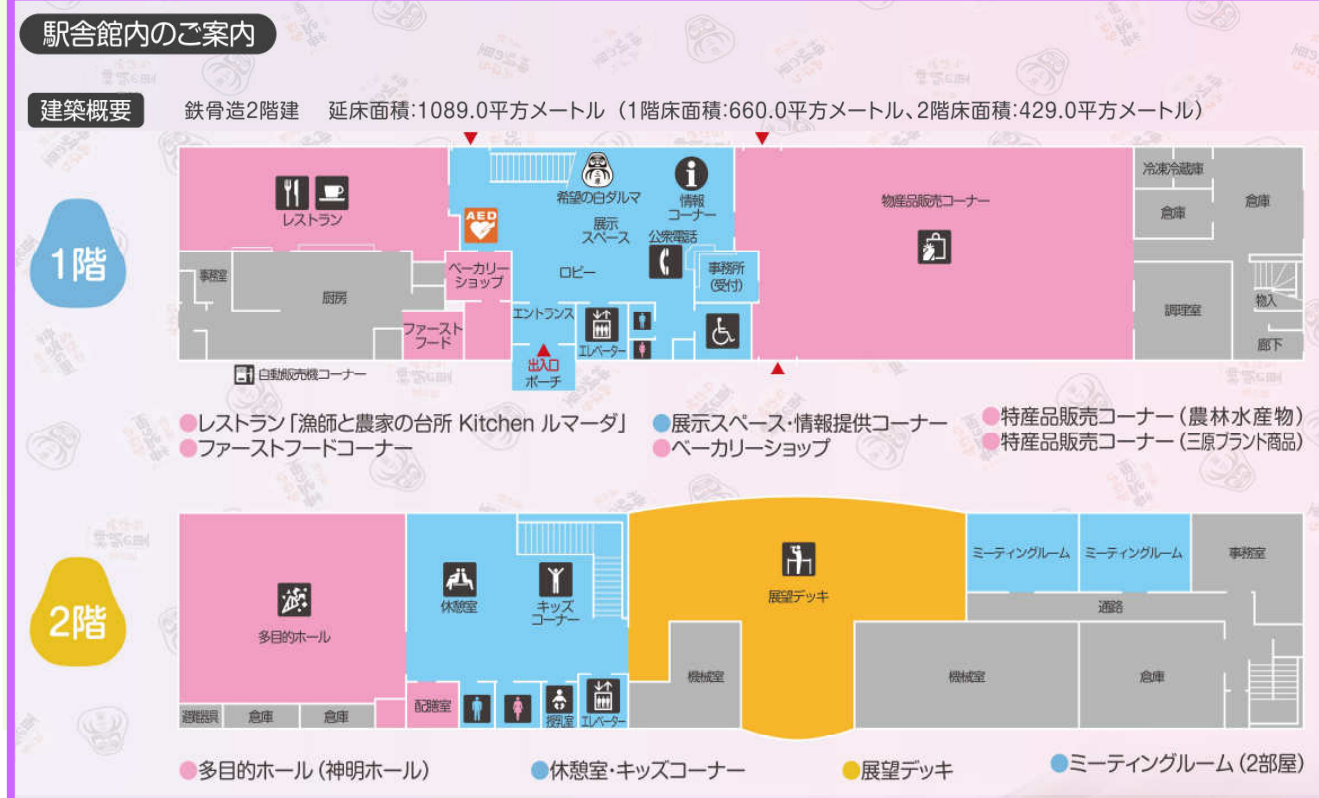 駅舎館内のご案内
建築概要 鉄骨造2階建 延床面積:1089.0平方メートル (1階床面積:660.0平方メートル、2階床面積:429.0平方メートル)
1階
レストラン
AED
希望の白ダルマ
展示
スペース
情報
コーナー
公衆電話
ロビー
事務所
(受付)
ベーカリー
ショップ
エントランス
エレベーター
出入口
ポーチ
事務室
厨房
ファースト
フード
自動販売機コーナー
物産品販売コーナー
冷凍冷蔵庫
倉庫
倉庫
調理室
物入
廊下
●レストラン「漁師と農家の台所 Kitchen ルマーダ」
●ファーストフードコーナー
●展示スペース・情報提供コーナー
●ベーカリーショップ
●特産品販売コーナー(農林水産物)
●特産品販売コーナー(三原ブランド商品)
2階
多目的ホール
避難器具
倉庫
倉庫
休憩室
キッズ
コーナー
配膳室
授乳室
エレベーター
展望デッキ
機械室
ミーティングルーム
ミーティングルーム
事務室
通路
機械室
倉庫
●多目的ホール(神明ホール)
●休憩室・キッズコーナー
●展望デッキ
●ミーティングルーム(2部屋)